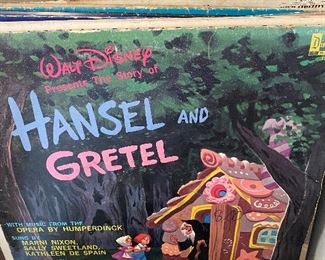 WALT DISNEY
Presents The Story of
HANSEL AND
GRETEL
WITH MUSIC FROM THE
OPERA BY HUMPERDINCK
SUNG BY
MARNI NIXON,
SALLY SWEETLAND,
KATHLEEN DE SPAIN